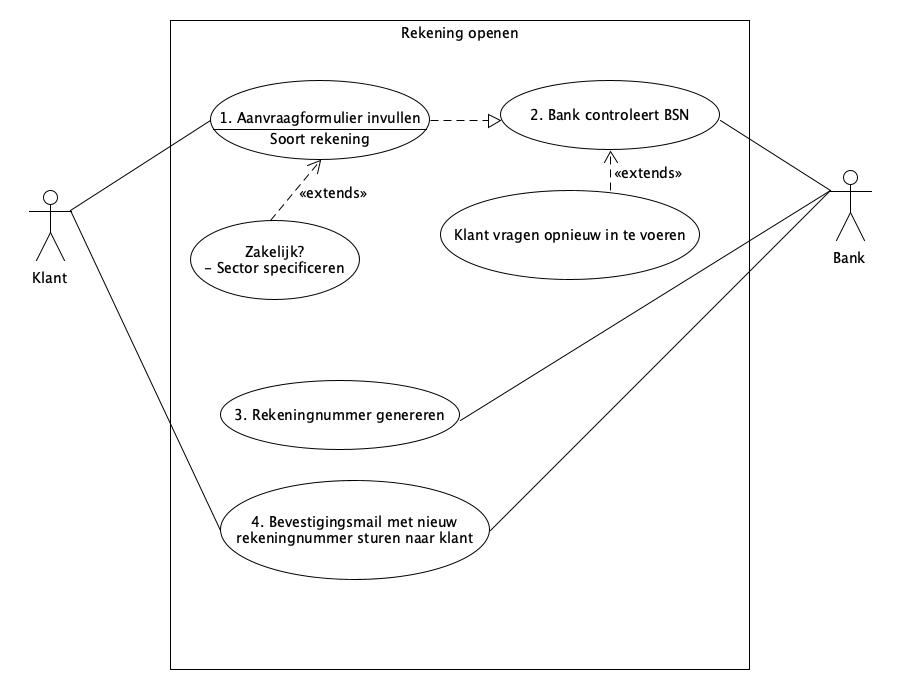 Rekening openen
1. Aanvraagformulier invullen
Soort rekening
2. Bank controleert BSN
«extends»
«extends»
Zakelijk?
- Sector specificeren
Klant vragen opnieuw in te voeren
Klant
Bank
3. Rekeningnummer genereren
4. Bevestigingsmail met nieuw
rekeningnummer sturen naar klant